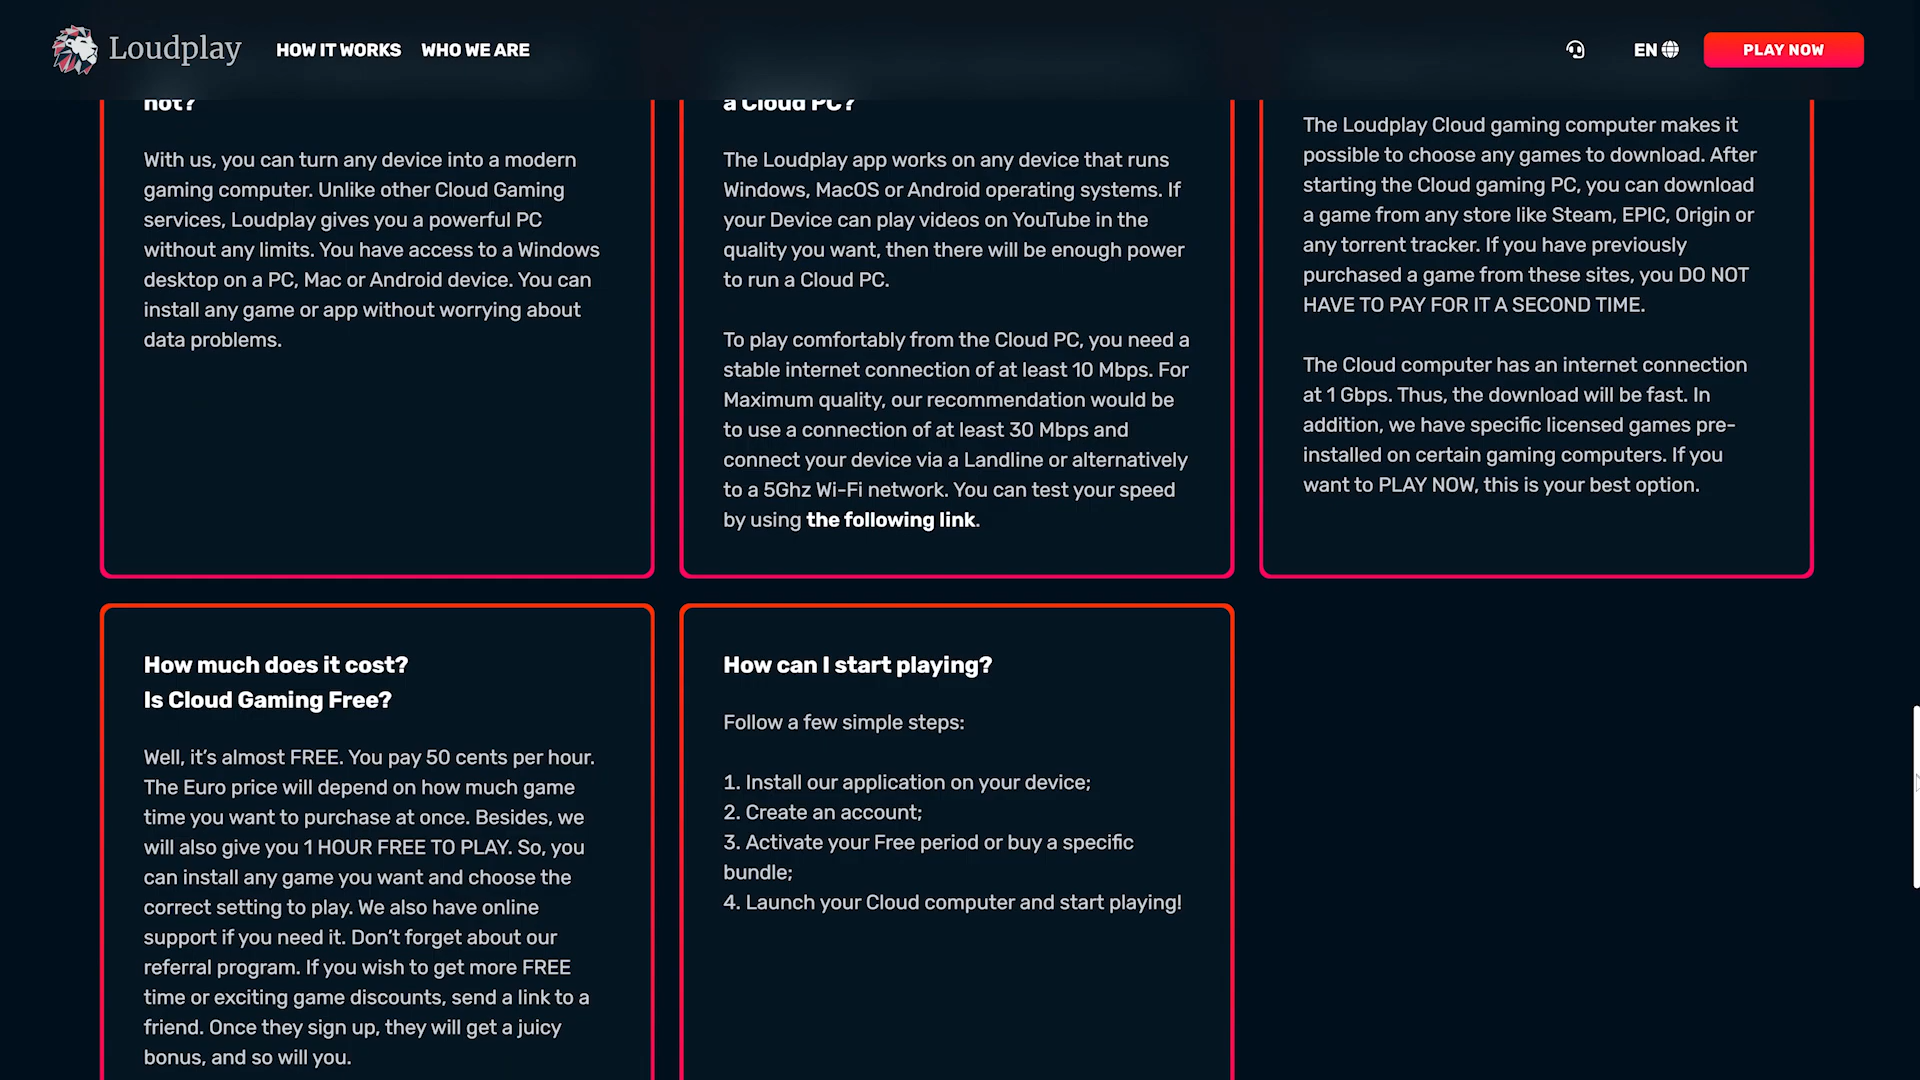 Loudplay
HOW IT WORKS
WHO WE ARE
EN
PLAY NOW
not?
With us, you can turn any device into a modern
gaming computer. Unlike other Cloud Gaming
services, Loudplay gives you a powerful PC
without any limits. You have access to a Windows
desktop on a PC, Mac or Android device. You can
install any game or app without worrying about
data problems.
a Cloud PC?
The Loudplay app works on any device that runs
Windows, MacOS or Android operating systems. If
your Device can play videos on YouTube in the
quality you want, then there will be enough power
to run a Cloud PC.
To play comfortably from the Cloud PC, you need a
stable internet connection of at least 10 Mbps. For
Maximum quality, our recommendation would be
to use a connection of at least 30 Mbps and
connect your device via a Landline or alternatively
to a 5Ghz Wi-Fi network. You can test your speed
by using the following link.
The Loudplay Cloud gaming computer makes it
possible to choose any games to download. After
starting the Cloud gaming PC, you can download
a game from any store like Steam, EPIC, Origin or
any torrent tracker. If you have previously
purchased a game from these sites, you DO NOT
HAVE TO PAY FOR IT A SECOND TIME.
The Cloud computer has an internet connection
at 1 Gbps. Thus, the download will be fast. In
addition, we have specific licensed games pre-
installed on certain gaming computers. If you
want to PLAY NOW, this is your best option.
How much does it cost?
Is Cloud Gaming Free?
Well, it's almost FREE. You pay 50 cents per hour.
The Euro price will depend on how much game
time you want to purchase at once. Besides, we
will also give you 1 HOUR FREE TO PLAY. So, you
can install any game you want and choose the
correct setting to play. We also have online
support if you need it. Don't forget about our
referral program. If you wish to get more FREE
time or exciting game discounts, send a link to a
friend. Once they sign up, they will get a juicy
bonus, and so will you.
How can I start playing?
Follow a few simple steps:
1. Install our application on your device;
2. Create an account;
3. Activate your Free period or buy a specific
bundle;
4. Launch your Cloud computer and start playing!